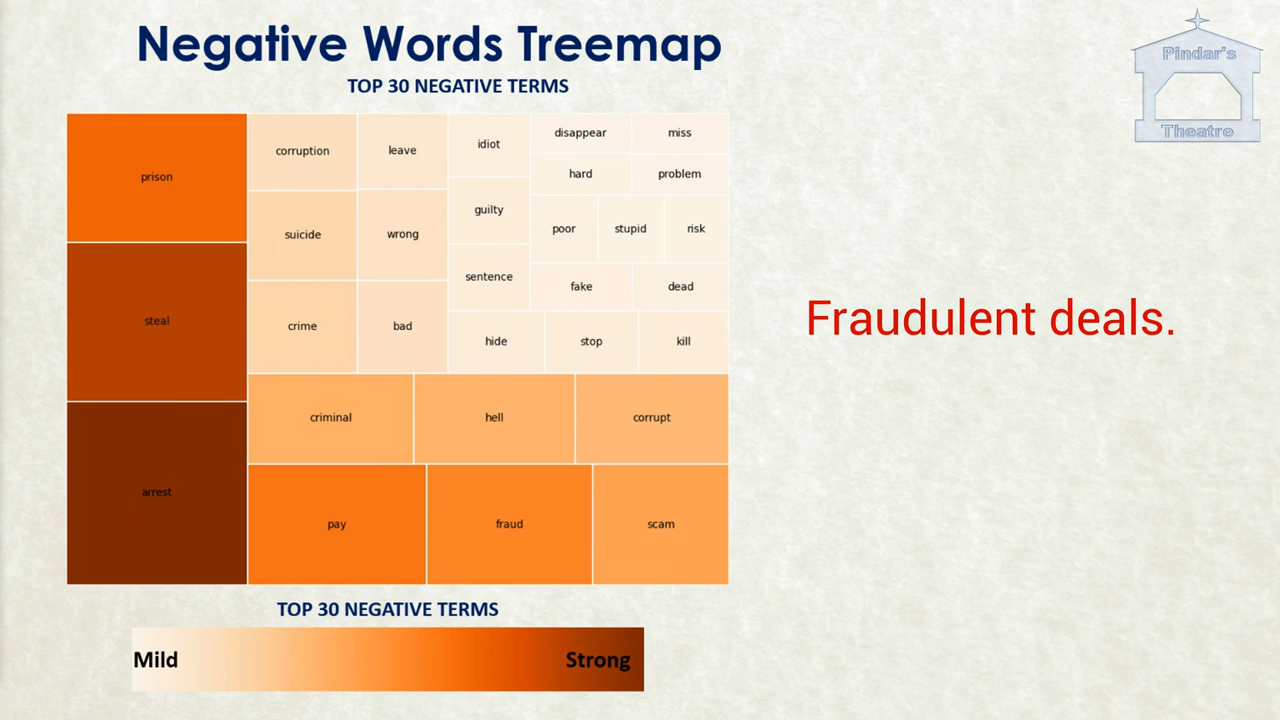 Negative Words Treemap
TOP 30 NEGATIVE TERMS
Pindar's
Theatre
prison
steal
arrest
corruption
leave
idiot
disappear
miss
hard
problem
suicide
wrong
guilty
poor
stupid
risk
sentence
fake
dead
crime
bad
hide
stop
kill
criminal
hell
corrupt
pay
fraud
scam
Fraudulent deals.
TOP 30 NEGATIVE TERMS
Mild
Strong